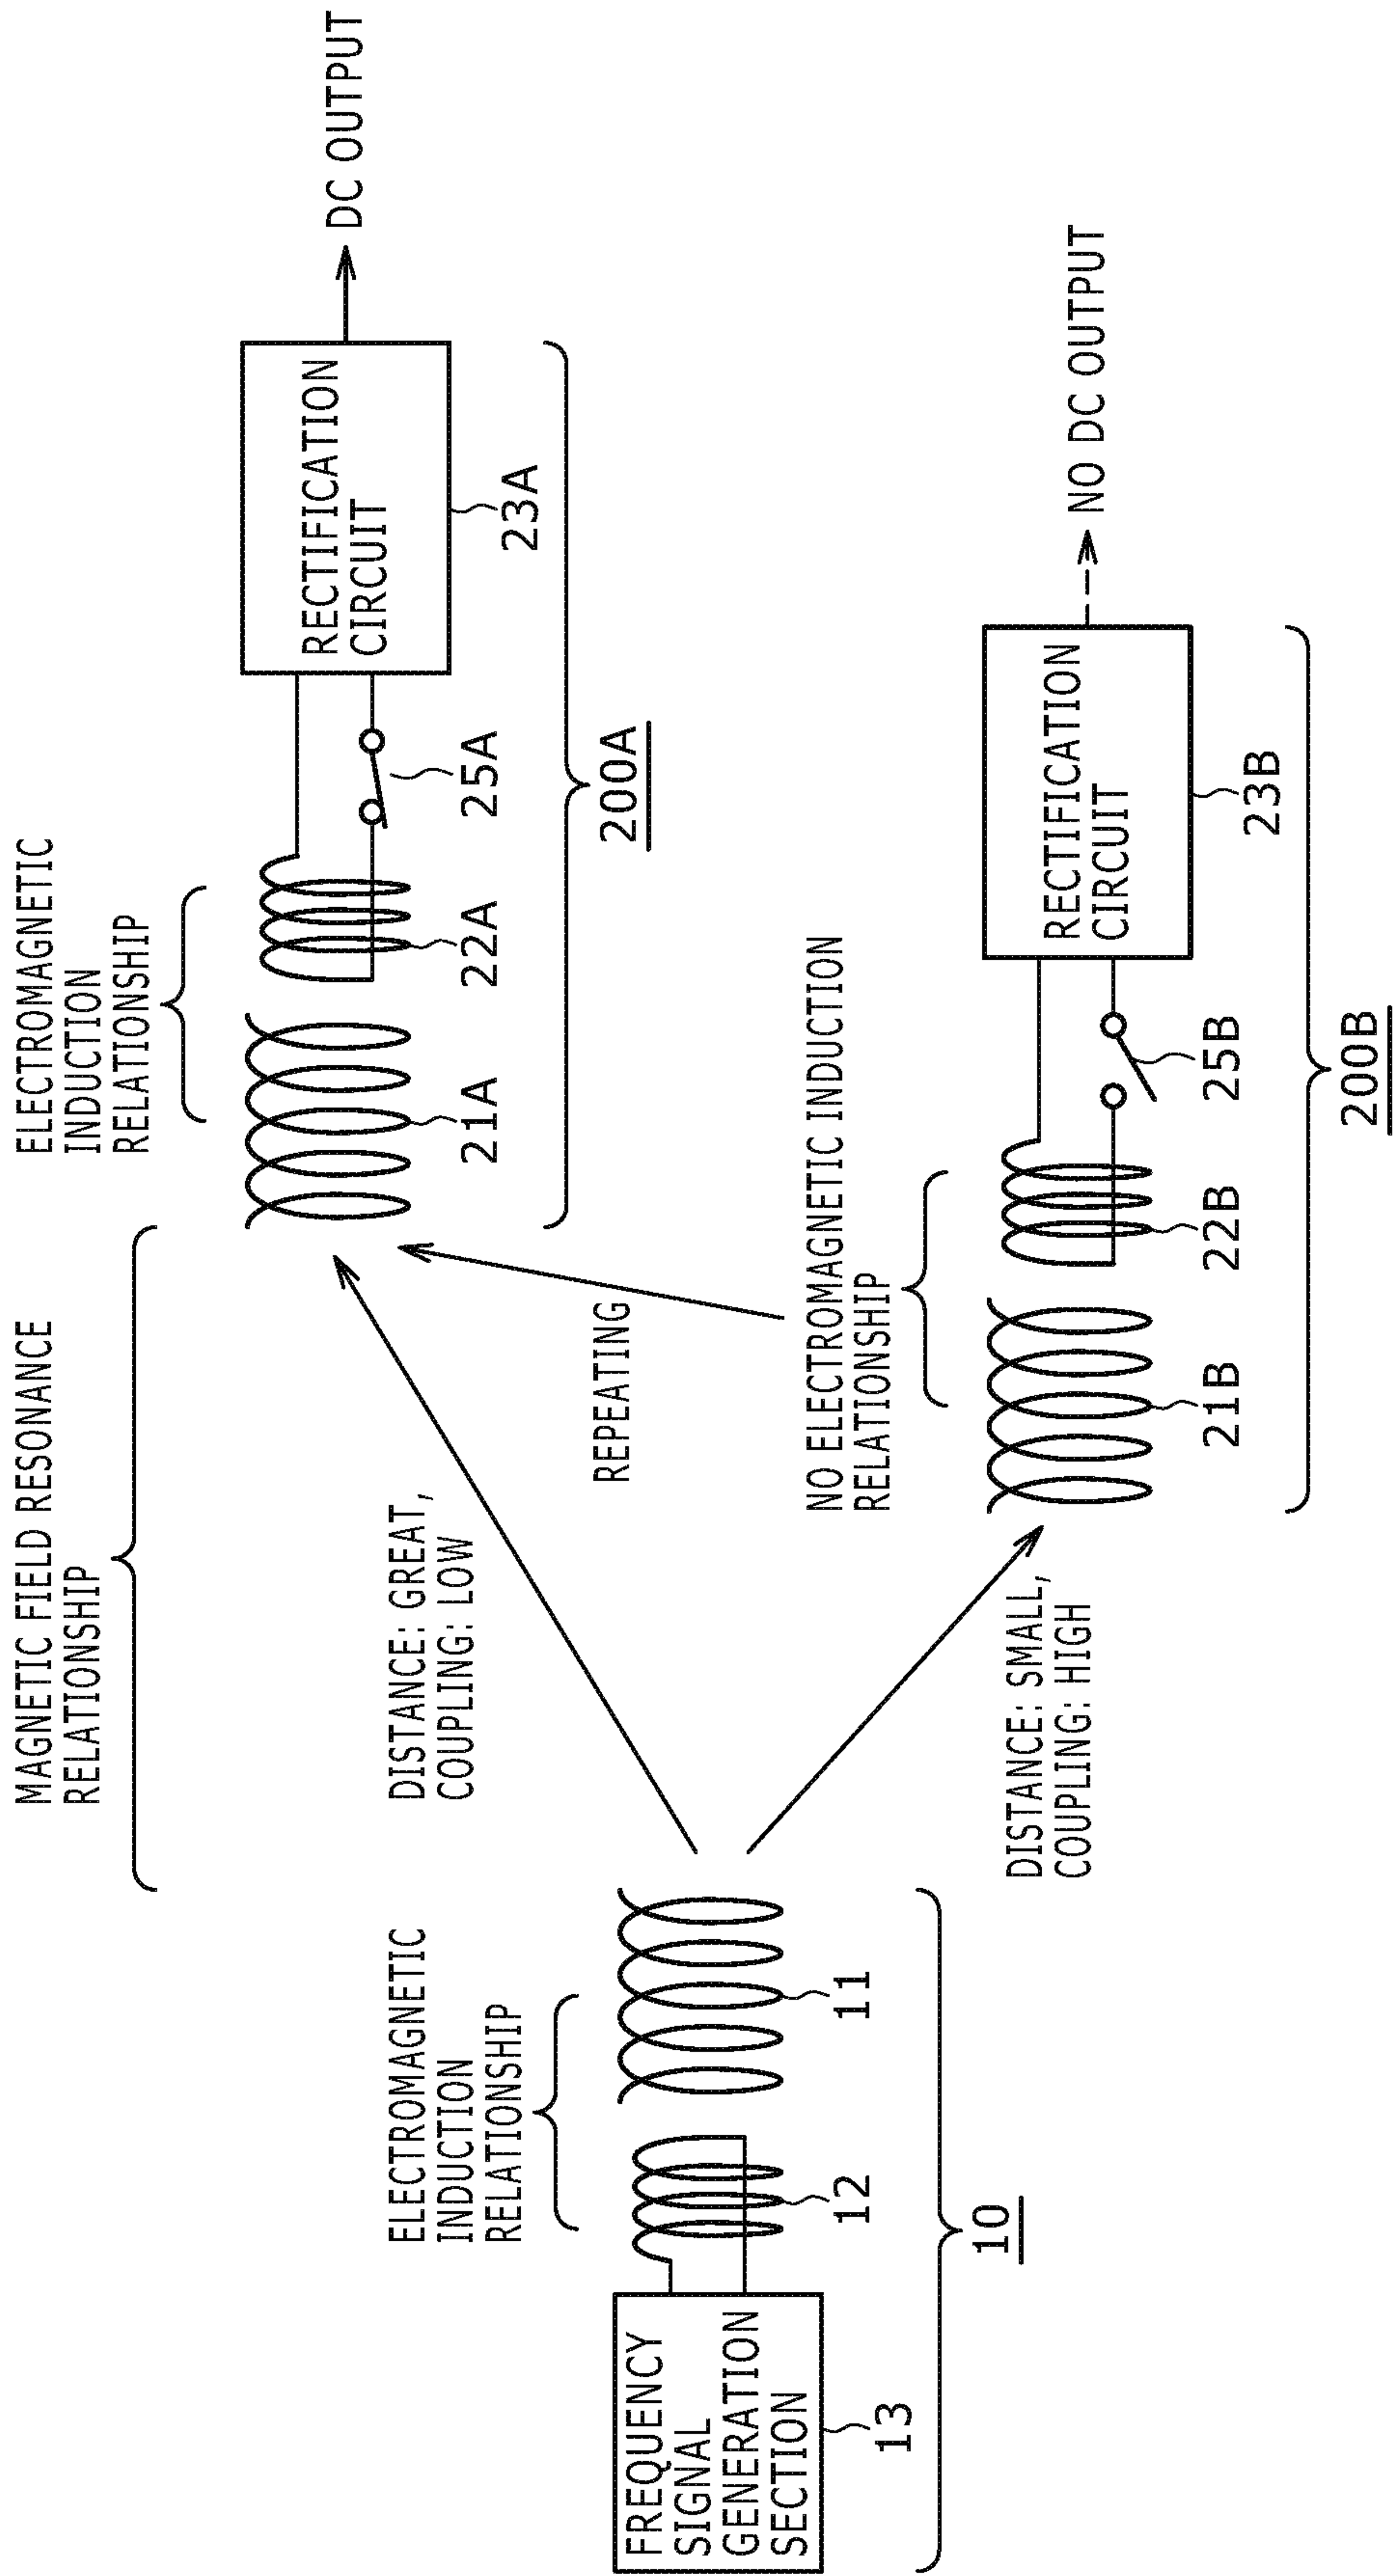 MAGNETIC FIELD RESONANCE
RELATIONSHIP
ELECTROMAGNETIC
INDUCTION
RELATIONSHIP
ELECTROMAGNETIC
INDUCTION
RELATIONSHIP
DISTANCE: GREAT,
COUPLING: LOW
21A
22A
25A
RECTIFICATION
CIRCUIT
23A
DC OUTPUT
200A
REPEATING
FREQUENCY
SIGNAL
GENERATION
SECTION
13
12
11
10
NO ELECTROMAGNETIC INDUCTION
RELATIONSHIP
DISTANCE: SMALL,
COUPLING: HIGH
21B
22B
25B
RECTIFICATION
CIRCUIT
23B
NO DC OUTPUT
200B